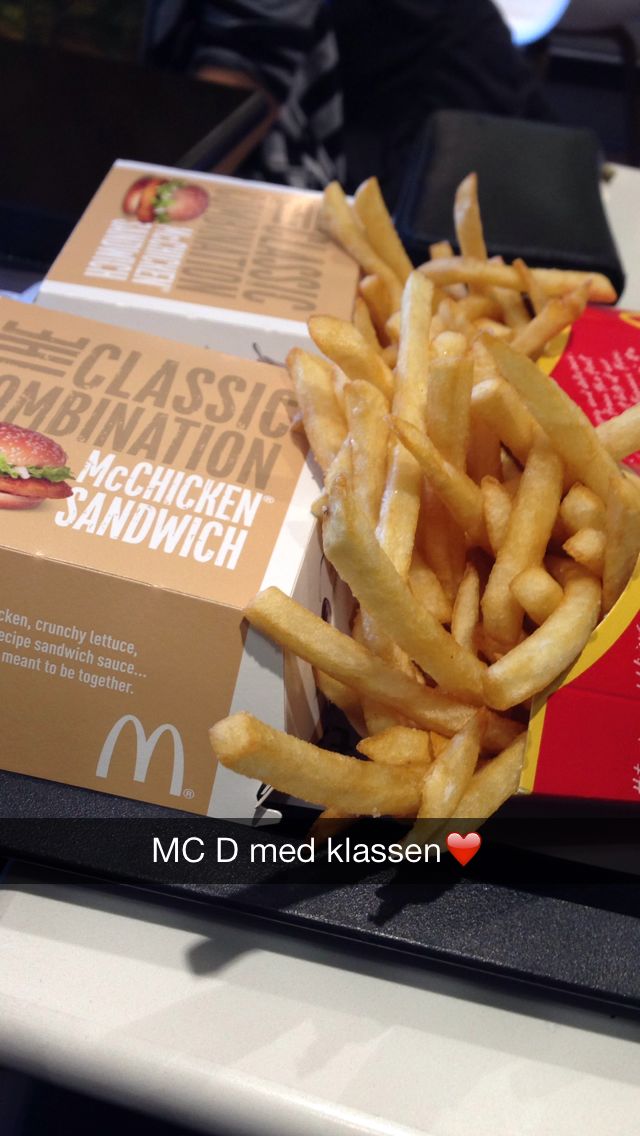 THE CLASSIC
COMBINATION
McCHICKEN®
SANDWICH
THE CLASSIC
COMBINATION
McCHICKEN®
SANDWICH
cken, crunchy lettuce,
ecipe sandwich sauce...
meant to be together.
M®
MC D med klassen❤️